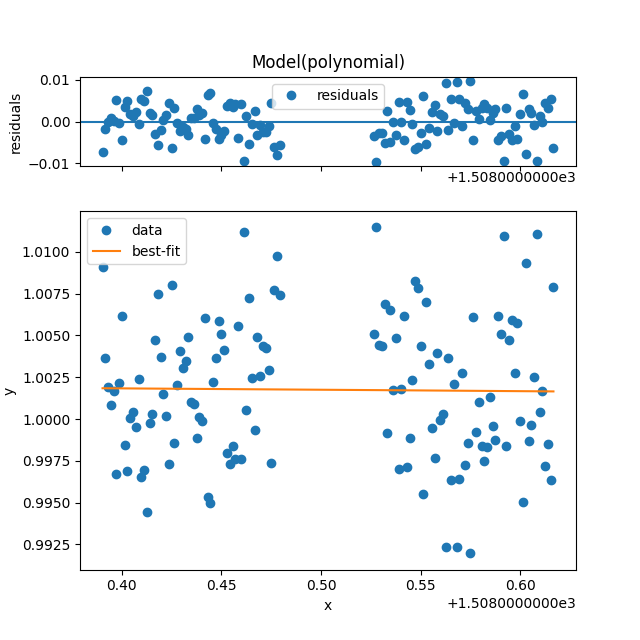 Model(polynomial)
0.01
0.00
−0.01
residuals
residuals
+1.5080000000e3
data
best-fit
1.0100
1.0075
1.0050
1.0025
1.0000
0.9975
0.9950
0.9925
y
0.40 0.45 0.50 0.55 0.60
x
+1.5080000000e3